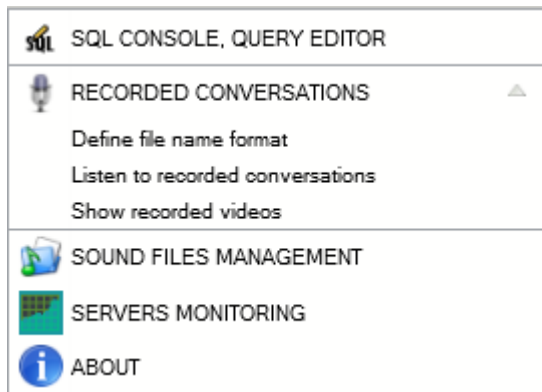 SQL
SQL CONSOLE, QUERY EDITOR
RECORDED CONVERSATIONS
Define file name format
Listen to recorded conversations
Show recorded videos
SOUND FILES MANAGEMENT
SERVERS MONITORING
ABOUT